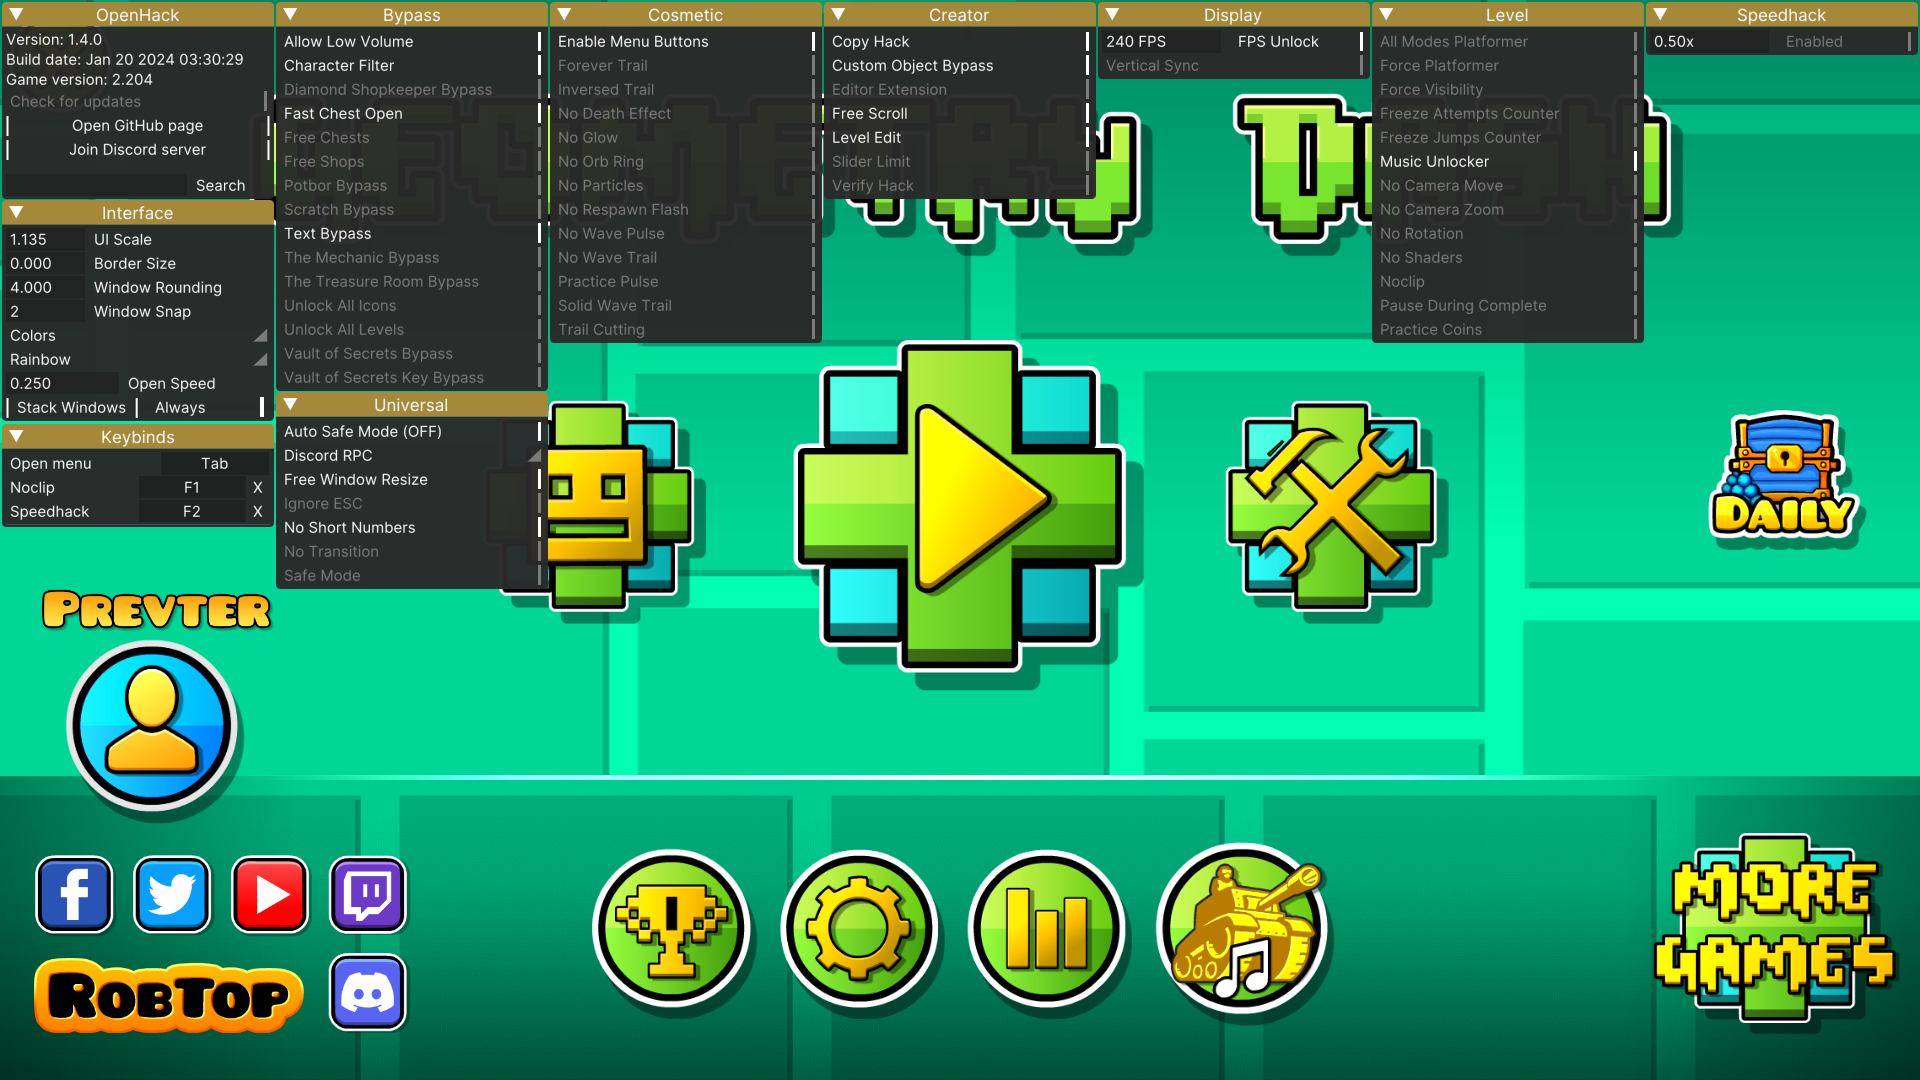 OpenHack
Version: 1.4.0
Build date: Jan 20 2024 03:30:29
Game version: 2.204
Check for updates
Open GitHub page
Join Discord server
Search
Interface
1.135 UI Scale
0.000 Border Size
4.000 Window Rounding
2 Window Snap
Colors
Rainbow
0.250 Open Speed
Stack Windows Always
Keybinds
Open menu Tab
Noclip F1 X
Speedhack F2 X
Bypass
Allow Low Volume
Character Filter
Diamond Shopkeeper Bypass
Fast Chest Open
Free Chests
Free Shops
Potbor Bypass
Scratch Bypass
Text Bypass
The Mechanic Bypass
The Treasure Room Bypass
Unlock All Icons
Unlock All Levels
Vault of Secrets Bypass
Vault of Secrets Key Bypass
Universal
Auto Safe Mode (OFF)
Discord RPC
Free Window Resize
Ignore ESC
No Short Numbers
No Transition
Safe Mode
Cosmetic
Enable Menu Buttons
Forever Trail
Inversed Trail
No Death Effect
No Glow
No Orb Ring
No Particles
No Respawn Flash
No Wave Pulse
No Wave Trail
Practice Pulse
Solid Wave Trail
Trail Cutting
Creator
Copy Hack
Custom Object Bypass
Editor Extension
Free Scroll
Level Edit
Slider Limit
Verify Hack
Display
240 FPS FPS Unlock
Vertical Sync
Level
All Modes Platformer
Force Platformer
Force Visibility
Freeze Attempts Counter
Freeze Jumps Counter
Music Unlocker
No Camera Move
No Camera Zoom
No Rotation
No Shaders
Noclip
Pause During Complete
Practice Coins
Speedhack
0.50x Enabled
DAILY
PREVTER
ROBTOP
MORE
GAMES